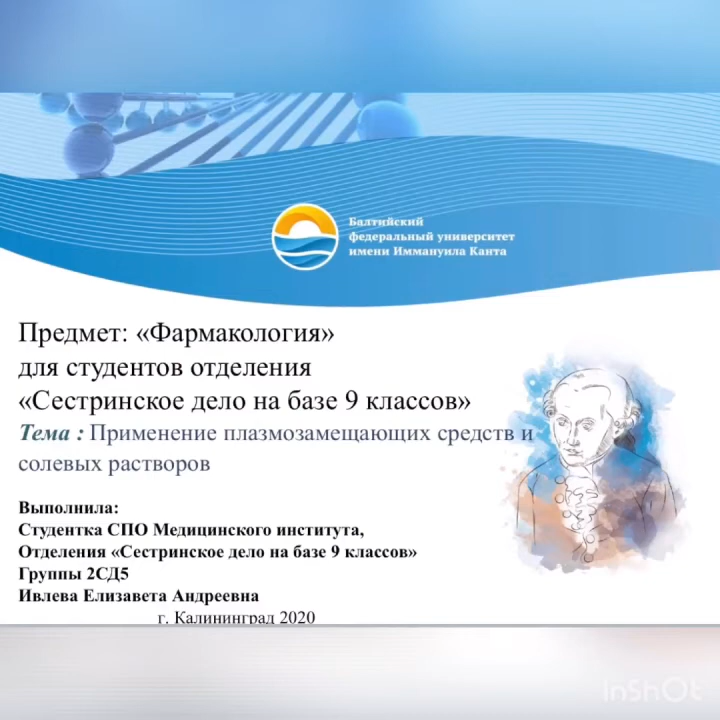 Балтийский
федеральный университет
имени Иммануила Канта
Предмет: «Фармакология»
для студентов отделения
«Сестринское дело на базе 9 классов»
Тема : Применение плазмозамещающих средств и
солевых растворов
Выполнила:
Студентка СПО Медицинского института,
Отделения «Сестринское дело на базе 9 классов»
Группы 2СД5
Ивлева Елизавета Андреевна
г. Калининград 2020
InShOt